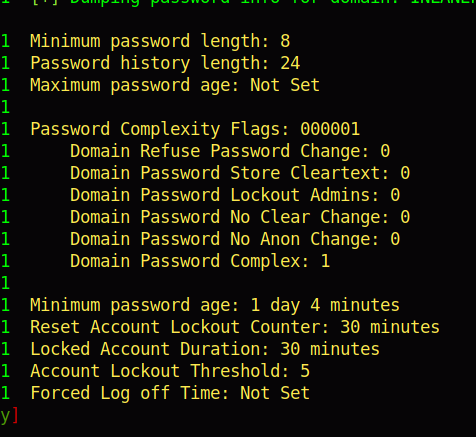 1  [+] Dumping password info for domain: INLANEF
1  Minimum password length: 8
1  Password history length: 24
1  Maximum password age: Not Set
1
1  Password Complexity Flags: 000001
1      Domain Refuse Password Change: 0
1      Domain Password Store Cleartext: 0
1      Domain Password Lockout Admins: 0
1      Domain Password No Clear Change: 0
1      Domain Password No Anon Change: 0
1      Domain Password Complex: 1
1
1  Minimum password age: 1 day 4 minutes
1  Reset Account Lockout Counter: 30 minutes
1  Locked Account Duration: 30 minutes
1  Account Lockout Threshold: 5
1  Forced Log off Time: Not Set
y]